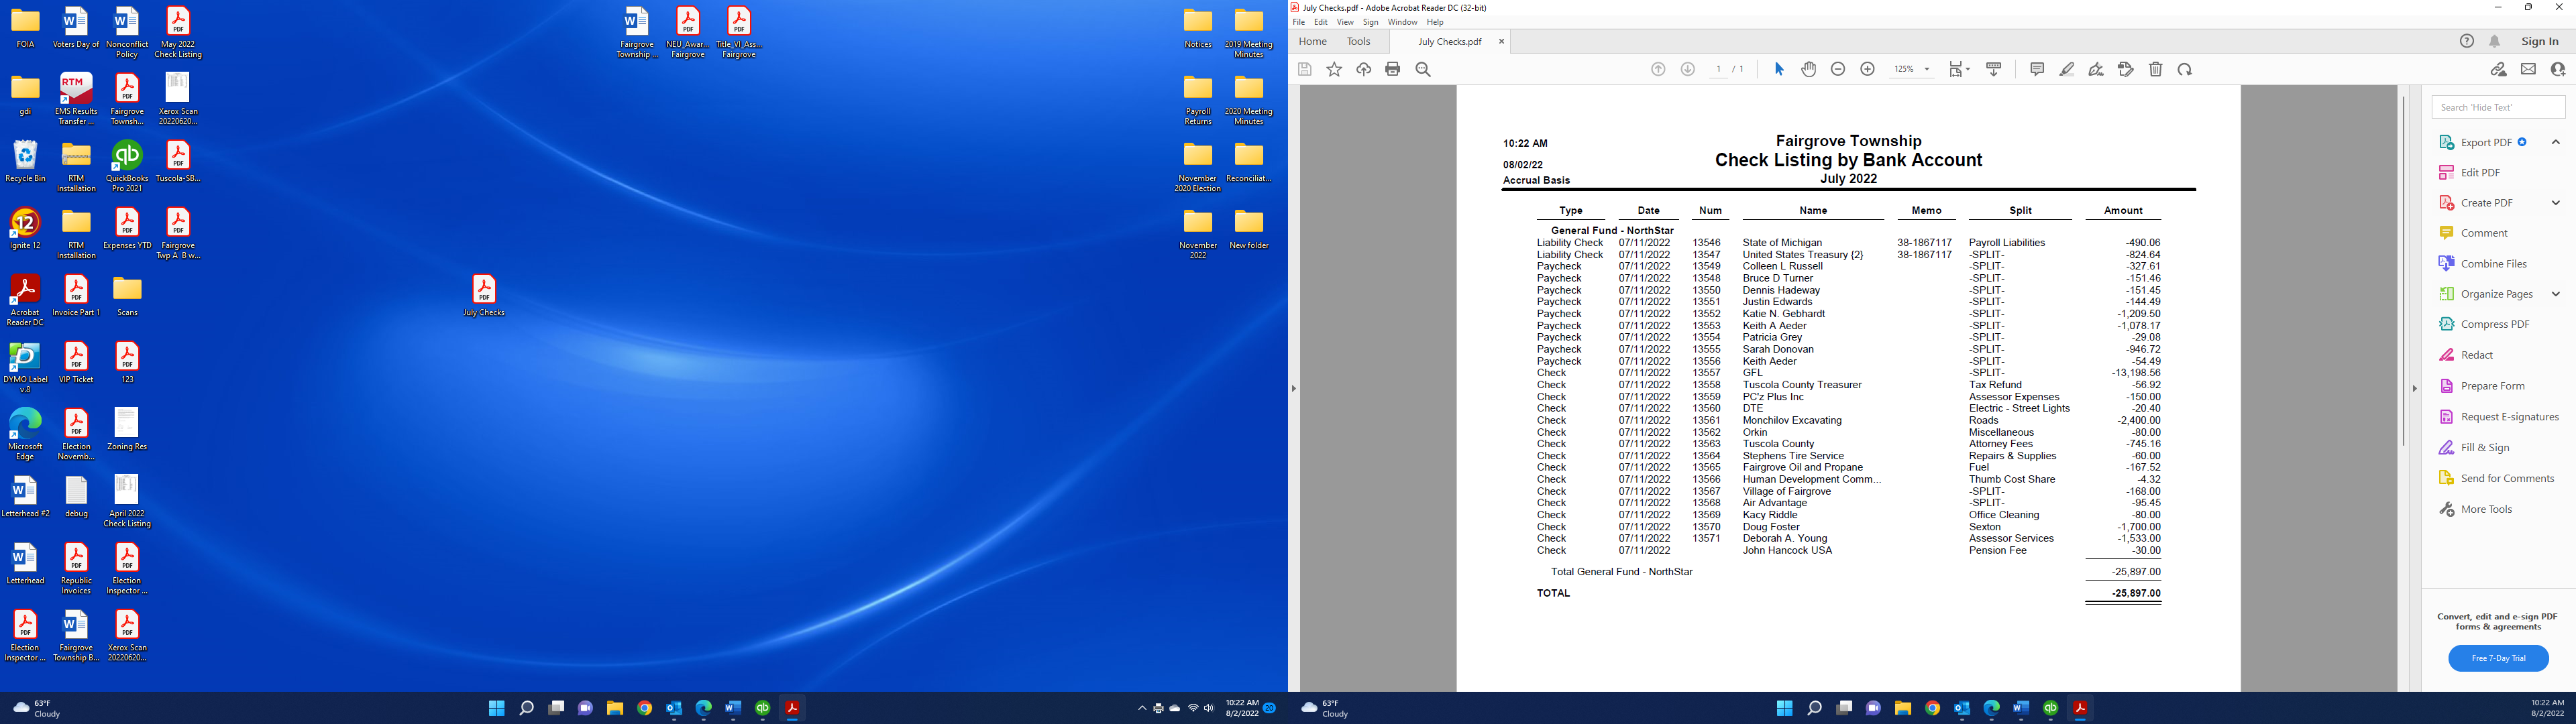 FOIA
Voters Day of
Nonconflict Policy
May 2022 Check Listing
Fairgrove Township ...
NEU_Awar... Fairgrove
Title_VI_Ass... Fairgrove
Notices
2019 Meeting Minutes
gdi
RTM
EMS Results Transfer ...
Fairgrove Townsh...
Xerox Scan 20220620...
Payroll Returns
2020 Meeting Minutes
Recycle Bin
RTM Installation
QuickBooks Pro 2021
Tuscola-SB...
November 2020 Election
Reconciliat...
Ignite 12
RTM Installation
Expenses YTD
Fairgrove Twp A B w...
November 2022
New folder
Acrobat Reader DC
Invoice Part 1
Scans
July Checks
DYMO Label v.8
VIP Ticket
123
Microsoft Edge
Election Novemb...
Zoning Res
Letterhead #2
debug
April 2022 Check Listing
Letterhead
Republic Invoices
Election Inspector ...
Election Inspector ...
Fairgrove Township B...
Xerox Scan 20220620...
63°F
Cloudy
10:22 AM
8/2/2022
20
July Checks.pdf - Adobe Acrobat Reader DC (32-bit)
File Edit View Sign Window Help
Home Tools July Checks.pdf × Sign In
1 / 1 125%
10:22 AM Fairgrove Township
08/02/22 Check Listing by Bank Account
Accrual Basis July 2022
Type Date Num Name Memo Split Amount
General Fund - NorthStar
Liability Check 07/11/2022 13546 State of Michigan 38-1867117 Payroll Liabilities -490.06
Liability Check 07/11/2022 13547 United States Treasury {2} 38-1867117 -SPLIT- -824.64
Paycheck 07/11/2022 13549 Colleen L Russell -SPLIT- -327.61
Paycheck 07/11/2022 13548 Bruce D Turner -SPLIT- -151.46
Paycheck 07/11/2022 13550 Dennis Hadeway -SPLIT- -151.45
Paycheck 07/11/2022 13551 Justin Edwards -SPLIT- -144.49
Paycheck 07/11/2022 13552 Katie N. Gebhardt -SPLIT- -1,209.50
Paycheck 07/11/2022 13553 Keith A Aeder -SPLIT- -1,078.17
Paycheck 07/11/2022 13554 Patricia Grey -SPLIT- -29.08
Paycheck 07/11/2022 13555 Sarah Donovan -SPLIT- -946.72
Paycheck 07/11/2022 13556 Keith Aeder -SPLIT- -54.49
Check 07/11/2022 13557 GFL -SPLIT- -13,198.56
Check 07/11/2022 13558 Tuscola County Treasurer Tax Refund -56.92
Check 07/11/2022 13559 PC'z Plus Inc Assessor Expenses -150.00
Check 07/11/2022 13560 DTE Electric - Street Lights -20.40
Check 07/11/2022 13561 Monchilov Excavating Roads -2,400.00
Check 07/11/2022 13562 Orkin Miscellaneous -80.00
Check 07/11/2022 13563 Tuscola County Attorney Fees -745.16
Check 07/11/2022 13564 Stephens Tire Service Repairs & Supplies -60.00
Check 07/11/2022 13565 Fairgrove Oil and Propane Fuel -167.52
Check 07/11/2022 13566 Human Development Comm... Thumb Cost Share -4.32
Check 07/11/2022 13567 Village of Fairgrove -SPLIT- -168.00
Check 07/11/2022 13568 Air Advantage -SPLIT- -95.45
Check 07/11/2022 13569 Kacy Riddle Office Cleaning -80.00
Check 07/11/2022 13570 Doug Foster Sexton -1,700.00
Check 07/11/2022 13571 Deborah A. Young Assessor Services -1,533.00
Check 07/11/2022 John Hancock USA Pension Fee -30.00
Total General Fund - NorthStar -25,897.00
TOTAL -25,897.00
Search 'Hide Text'
Export PDF
Edit PDF
Create PDF
Comment
Combine Files
Organize Pages
Compress PDF
Redact
Prepare Form
Request E-signatures
Fill & Sign
Send for Comments
More Tools
Convert, edit and e-sign PDF
forms & agreements
Free 7-Day Trial
63°F
Cloudy
10:22 AM
8/2/2022